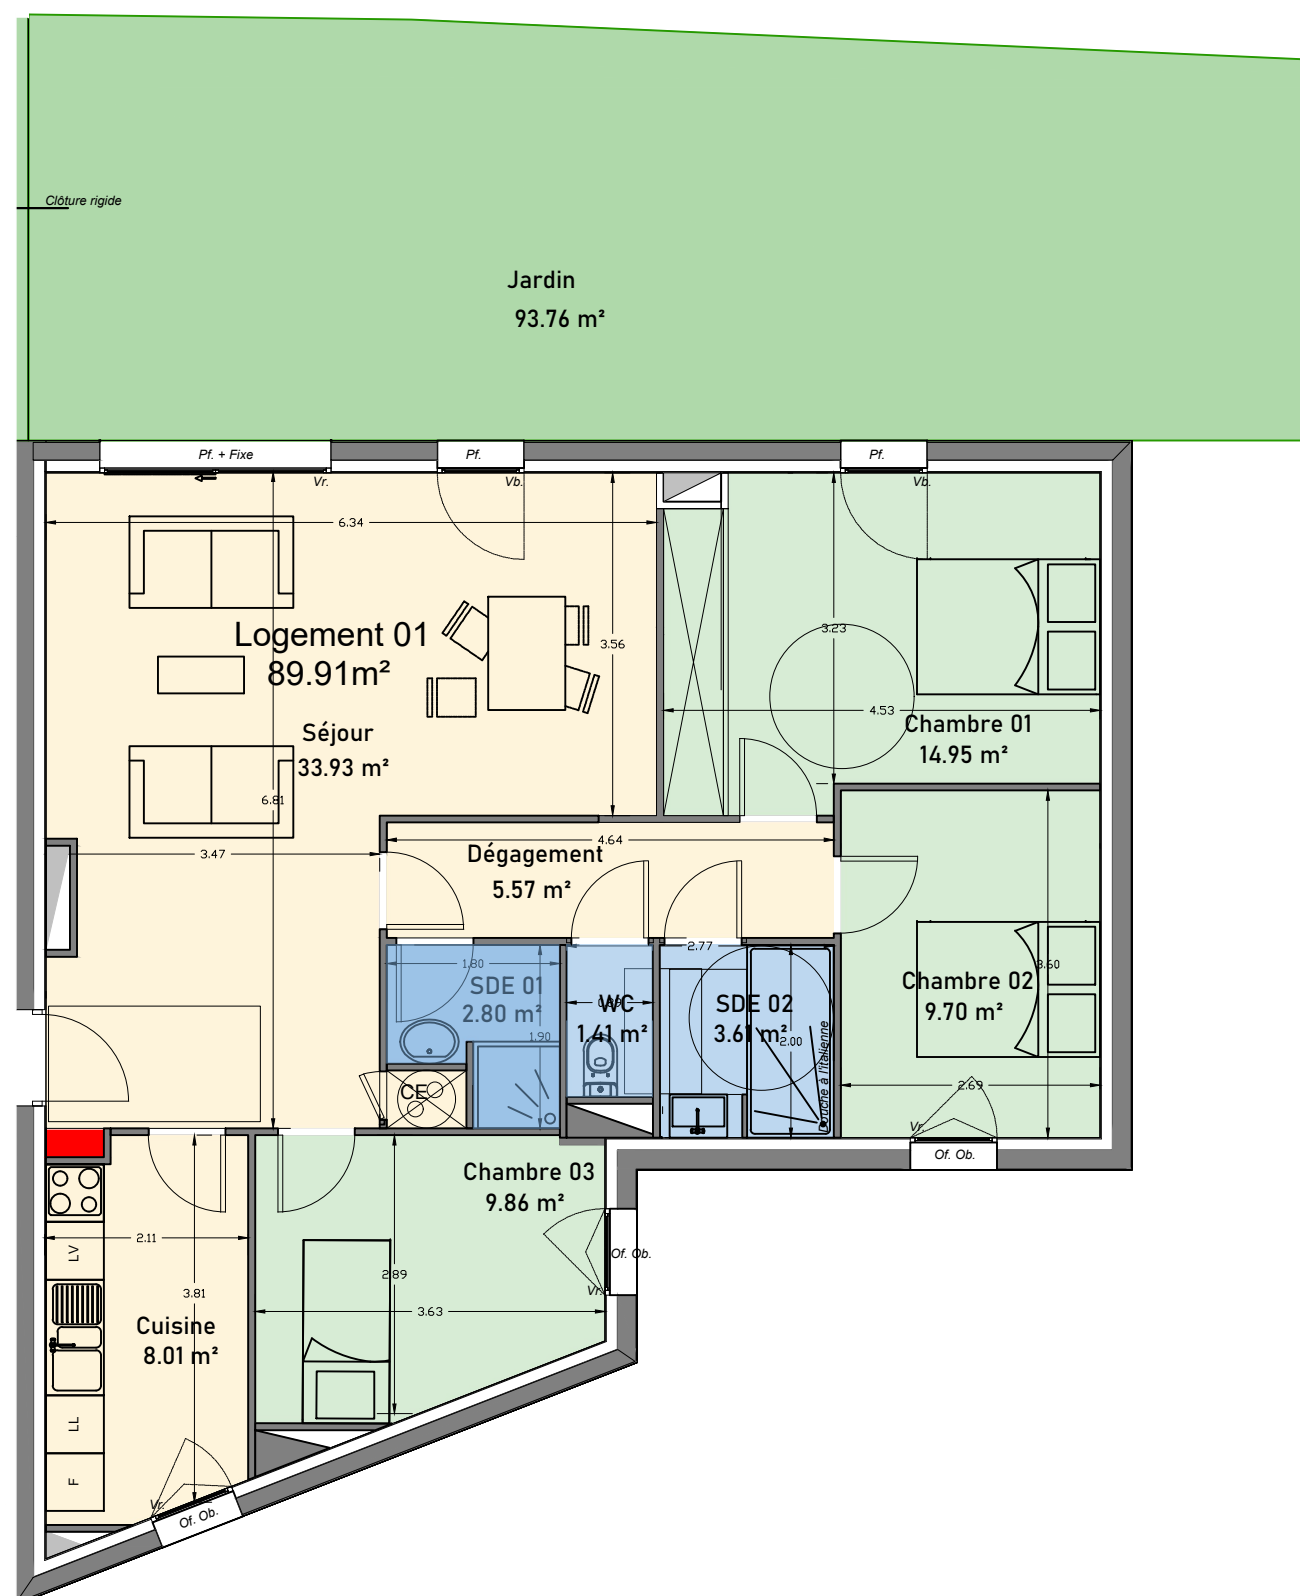 Clôture rigide
Jardin
93.76 m²
Pf. + Fixe
Pf.
Pf.
Vr.
Vb.
Vb.
6.34
3.56
3.23
Logement 01
89.91m²
4.53
Chambre 01
14.95 m²
Séjour
33.93 m²
6.81
3.47
4.64
Dégagement
5.57 m²
2.77
1.80
3.60
SDE 01
2.80 m²
1.90
0.89
WC
1.41 m²
SDE 02
3.61 m²
2.00
Douche à l'italienne
Chambre 02
9.70 m²
2.69
CE
Vr.
Of. Ob.
Chambre 03
9.86 m²
2.11
LV
2.89
Of. Ob.
Vr.
3.81
3.63
Cuisine
8.01 m²
LL
F
Vr.
Of. Ob.